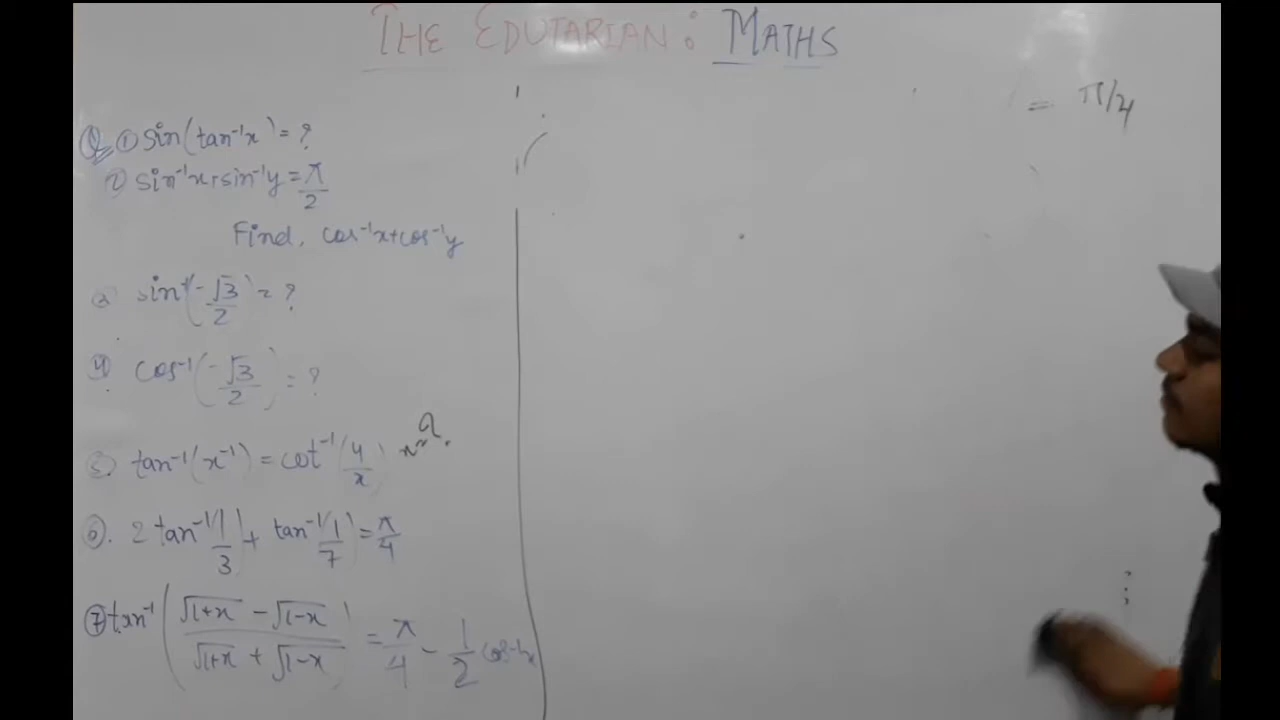 THE EDUTARIAN : MATHS
Q ① sin(tan⁻¹x) = ?
② sin⁻¹x + sin⁻¹y = π/2
Find, cos⁻¹x + cos⁻¹y
③ sin⁻¹(-√3/2) = ?
④ cos⁻¹(-√3/2) = ?
⑤. tan⁻¹(x⁻¹) = cot⁻¹(4/x)
⑥. 2 tan⁻¹(1/3) + tan⁻¹(1/7) = π/4
⑦ tan⁻¹((√1+x - √1-x)/(√1+x + √1-x)) = π/4 - 1/2 cos⁻¹x
= π/4